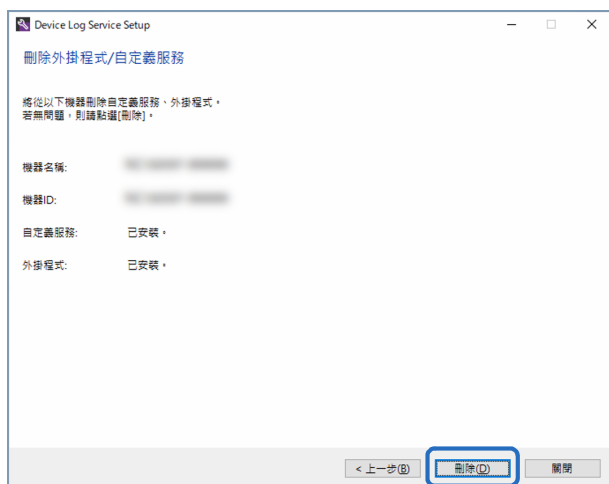 Device Log Service Setup
刪除外掛程式/自定義服務
將從以下機器刪除自定義服務、外掛程式。
若無問題，則請點選[刪除]。
機器名稱:
機器ID:
自定義服務: 已安裝。
外掛程式: 已安裝。
< 上一步(B) 刪除(D) 關閉